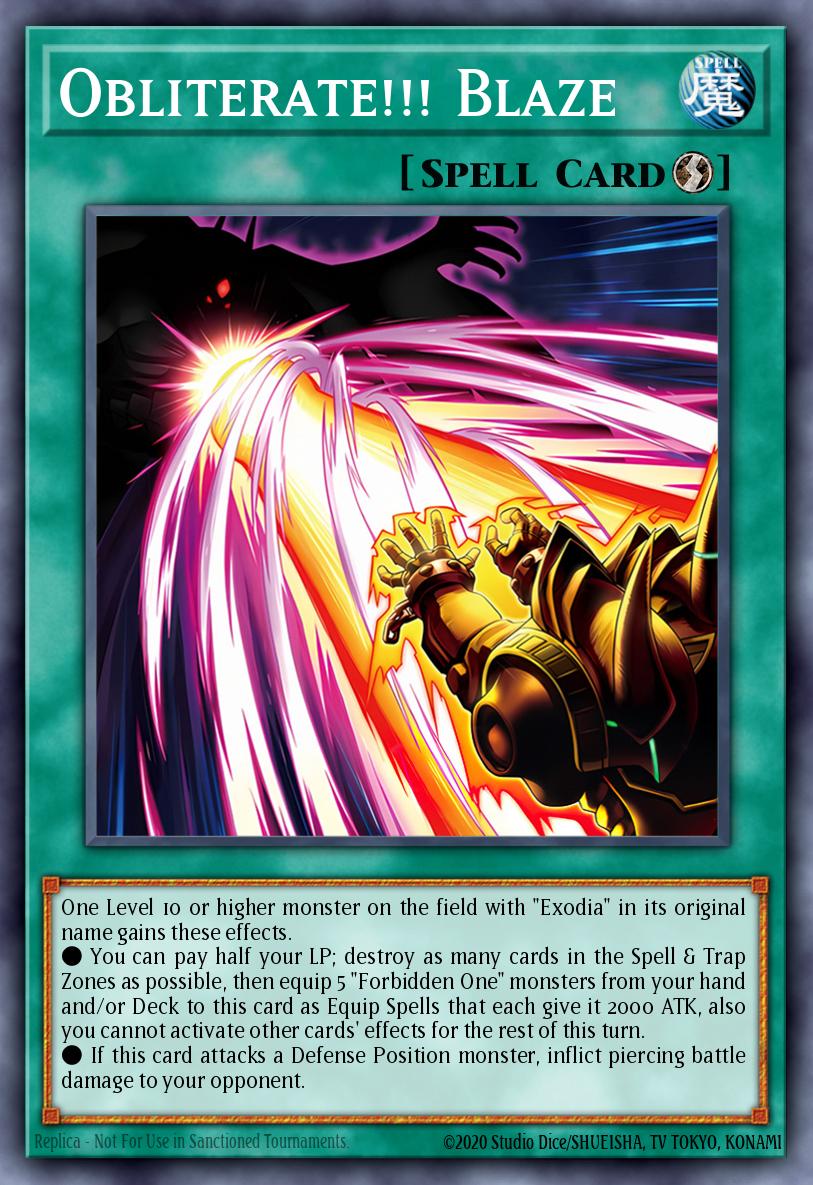 Obliterate!!! Blaze
SPELL
魔
[Spell Card]
One Level 10 or higher monster on the field with "Exodia" in its original
name gains these effects.
● You can pay half your LP; destroy as many cards in the Spell & Trap
Zones as possible, then equip 5 "Forbidden One" monsters from your hand
and/or Deck to this card as Equip Spells that each give it 2000 ATK, also
you cannot activate other cards' effects for the rest of this turn.
● If this card attacks a Defense Position monster, inflict piercing battle
damage to your opponent.
Replica - Not For Use in Sanctioned Tournaments.
©2020 Studio Dice/SHUEISHA, TV TOKYO, KONAMI